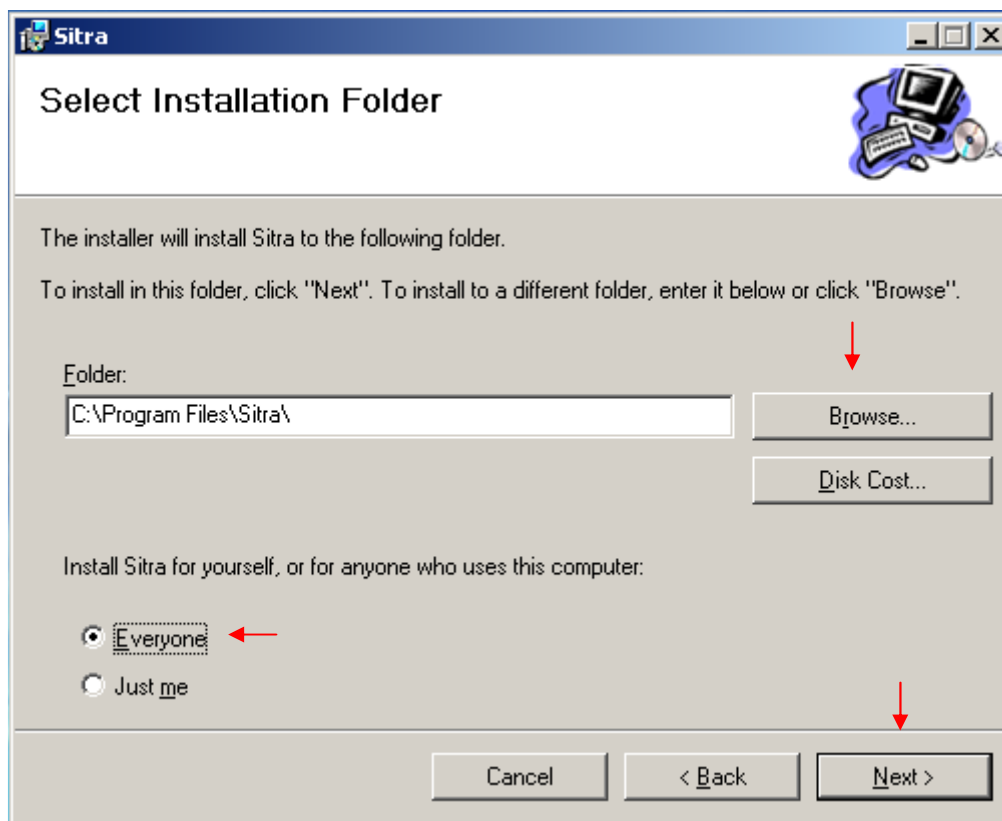 Sitra
Select Installation Folder
The installer will install Sitra to the following folder.
To install in this folder, click "Next". To install to a different folder, enter it below or click "Browse".
Folder:
C:\Program Files\Sitra\
Browse...
Disk Cost...
Install Sitra for yourself, or for anyone who uses this computer:
Everyone
Just me
Cancel
< Back
Next >